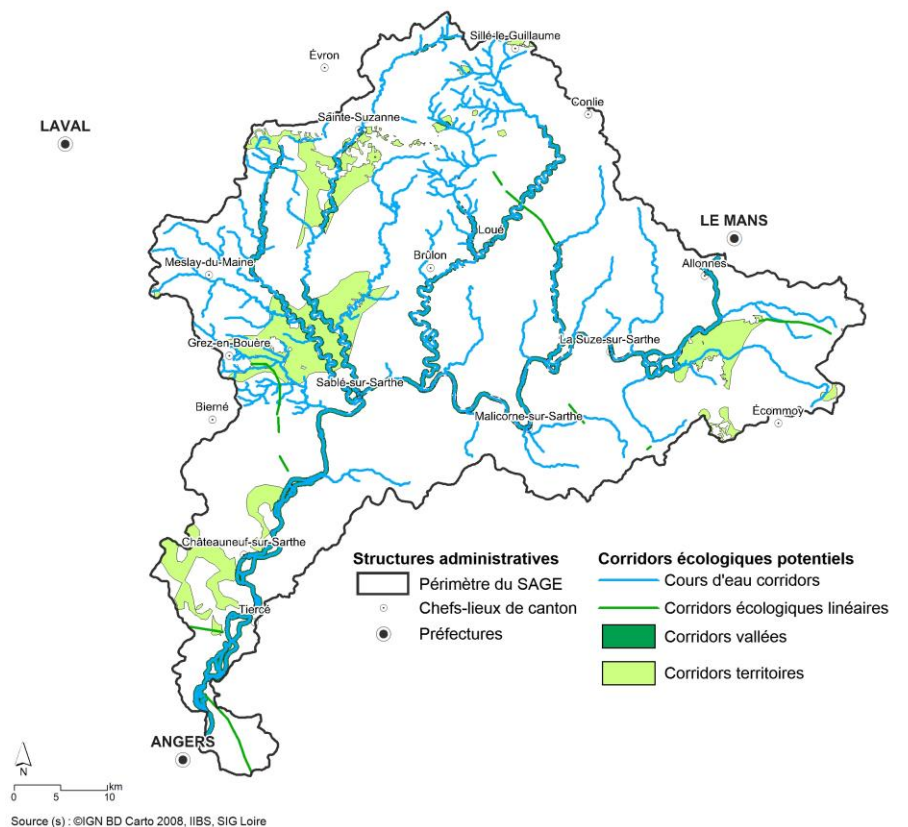 Sillé-le-Guillaume
Évron
Conlie
LAVAL
Sainte-Suzanne
LE MANS
Loué
Brûlon
Meslay-du-Maine
Allonnes
Grez-en-Bouère
La Suze-sur-Sarthe
Sablé-sur-Sarthe
Bierné
Malicorne-sur-Sarthe
Écommoy
Châteauneuf-sur-Sarthe
Tiercé
ANGERS
Structures administratives
Périmètre du SAGE
Chefs-lieux de canton
Préfectures
Corridors écologiques potentiels
Cours d'eau corridors
Corridors écologiques linéaires
Corridors vallées
Corridors territoires
N
km
0 5 10
Source (s) : ©IGN BD Carto 2008, IIBS, SIG Loire